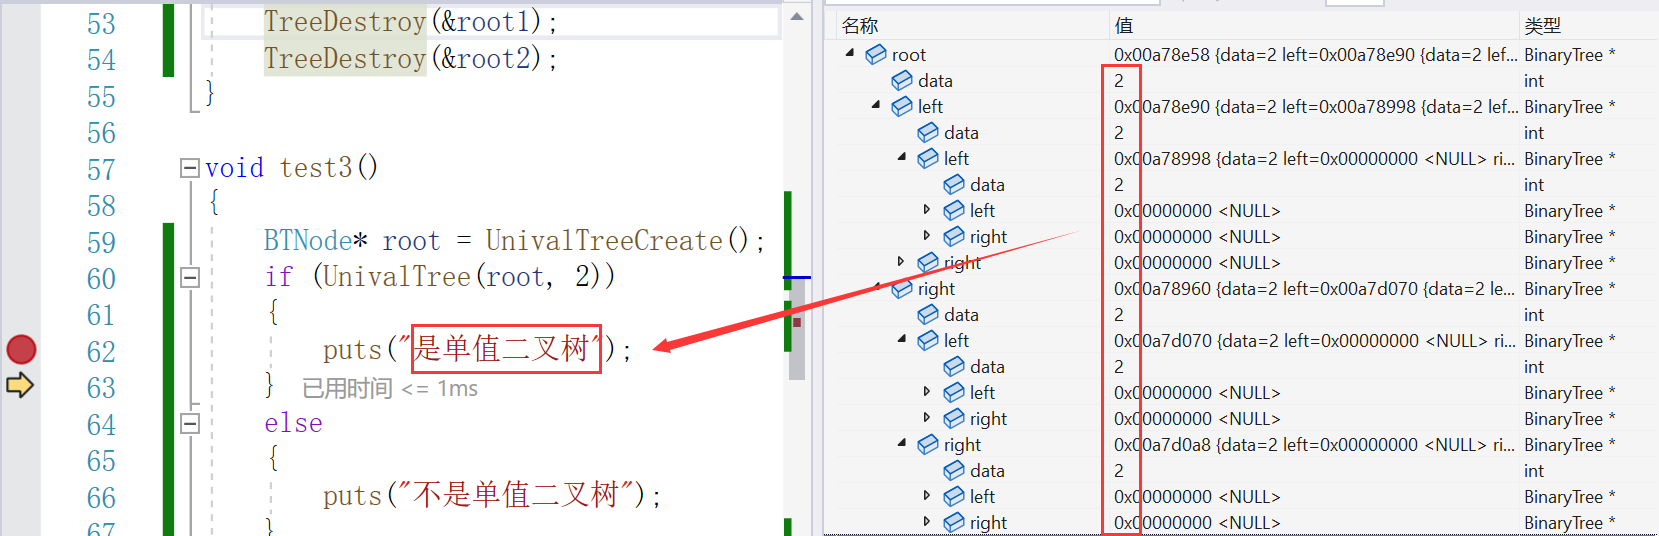 53 TreeDestroy(&root1);
54 TreeDestroy(&root2);
55 }
56
57 void test3()
58 {
59 BTNode* root = UnivalTreeCreate();
60 if (UnivalTree(root, 2))
61 {
62 puts("是单值二叉树");
63 } 已用时间 <= 1ms
64 else
65 {
66 puts("不是单值二叉树");
67 }
名称 值 类型
root 0x00a78e58 {data=2 left=0x00a78e90 {data=2 lef... BinaryTree *
data 2 int
left 0x00a78e90 {data=2 left=0x00a78998 {data=2 lef... BinaryTree *
data 2 int
left 0x00a78998 {data=2 left=0x00000000 <NULL> ri... BinaryTree *
data 2 int
left 0x00000000 <NULL> BinaryTree *
right 0x00000000 <NULL> BinaryTree *
right 0x00000000 <NULL> BinaryTree *
right 0x00a78960 {data=2 left=0x00a7d070 {data=2 le... BinaryTree *
data 2 int
left 0x00a7d070 {data=2 left=0x00000000 <NULL> ri... BinaryTree *
data 2 int
left 0x00000000 <NULL> BinaryTree *
right 0x00000000 <NULL> BinaryTree *
right 0x00a7d0a8 {data=2 left=0x00000000 <NULL> ri... BinaryTree *
data 2 int
left 0x00000000 <NULL> BinaryTree *
right 0x00000000 <NULL> BinaryTree *